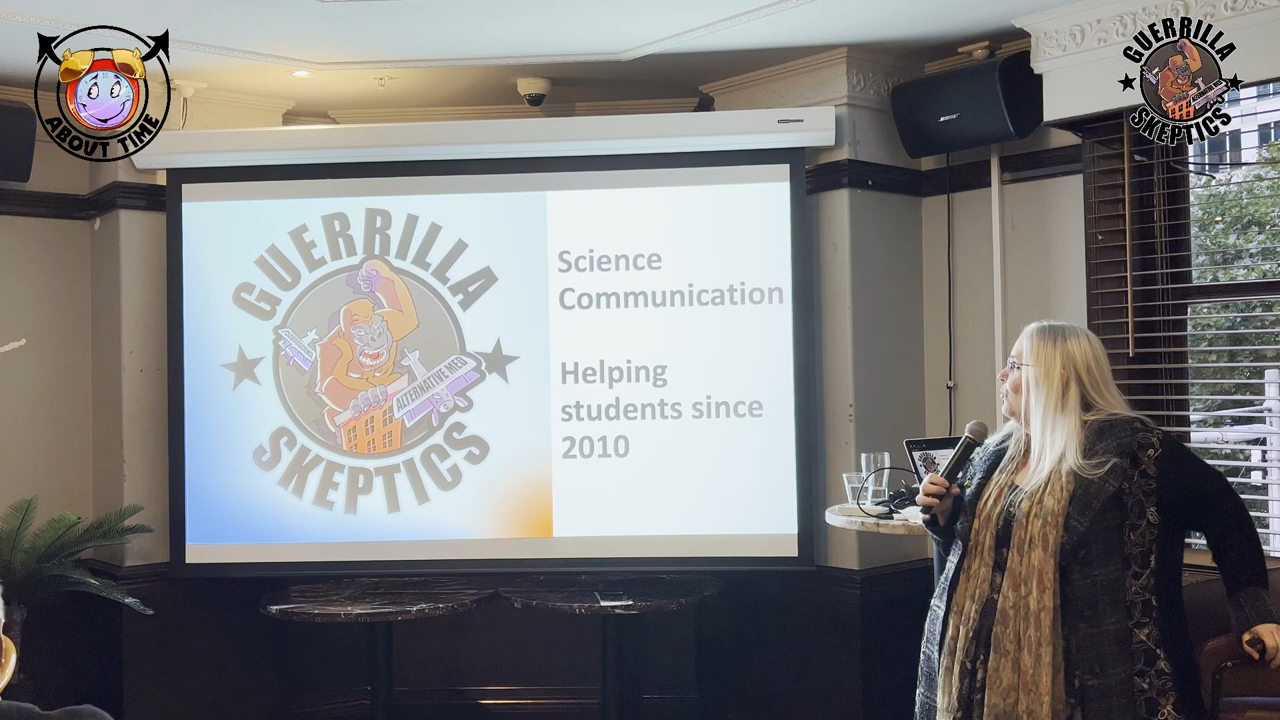 ABOUT TIME
GUERRILLA
SKEPTICS
GUERRILLA
ALTERNATIVE MED
SKEPTICS
Science
Communication
Helping
students since
2010